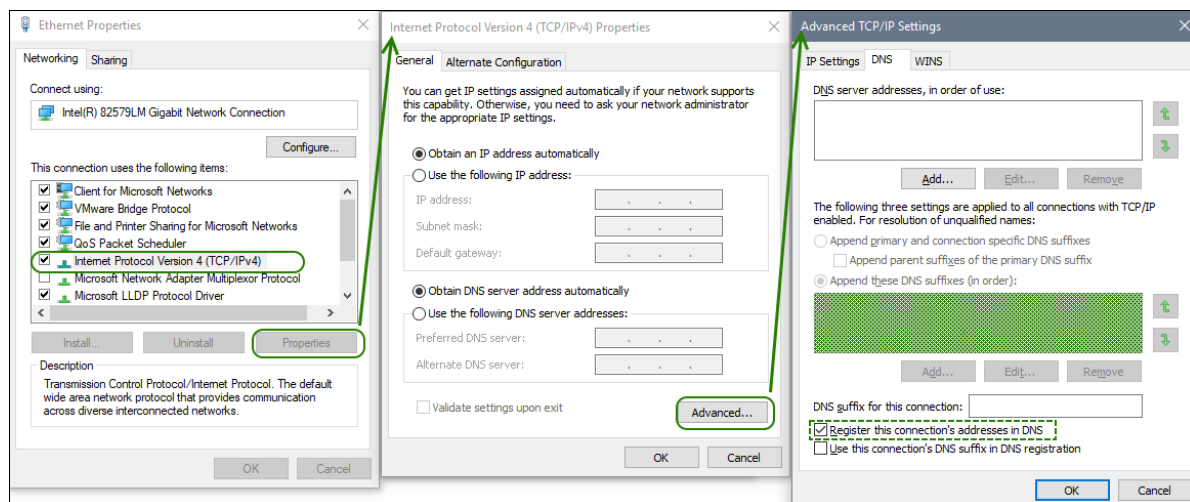 Ethernet Properties
Networking Sharing
Connect using:
Intel(R) 82579LM Gigabit Network Connection
Configure...
This connection uses the following items:
Client for Microsoft Networks
VMware Bridge Protocol
File and Printer Sharing for Microsoft Networks
QoS Packet Scheduler
Internet Protocol Version 4 (TCP/IPv4)
Microsoft Network Adapter Multiplexor Protocol
Microsoft LLDP Protocol Driver
Install... Uninstall Properties
Description
Transmission Control Protocol/Internet Protocol. The default
wide area network protocol that provides communication
across diverse interconnected networks.
OK Cancel
Internet Protocol Version 4 (TCP/IPv4) Properties
General Alternate Configuration
You can get IP settings assigned automatically if your network supports
this capability. Otherwise, you need to ask your network administrator
for the appropriate IP settings.
Obtain an IP address automatically
Use the following IP address:
IP address:
Subnet mask:
Default gateway:
Obtain DNS server address automatically
Use the following DNS server addresses:
Preferred DNS server:
Alternate DNS server:
Validate settings upon exit
Advanced...
OK Cancel
Advanced TCP/IP Settings
IP Settings DNS WINS
DNS server addresses, in order of use:
Add... Edit... Remove
The following three settings are applied to all connections with TCP/IP
enabled. For resolution of unqualified names:
Append primary and connection specific DNS suffixes
Append parent suffixes of the primary DNS suffix
Append these DNS suffixes (in order):
Add... Edit... Remove
DNS suffix for this connection:
Register this connection's addresses in DNS
Use this connection's DNS suffix in DNS registration
OK Cancel